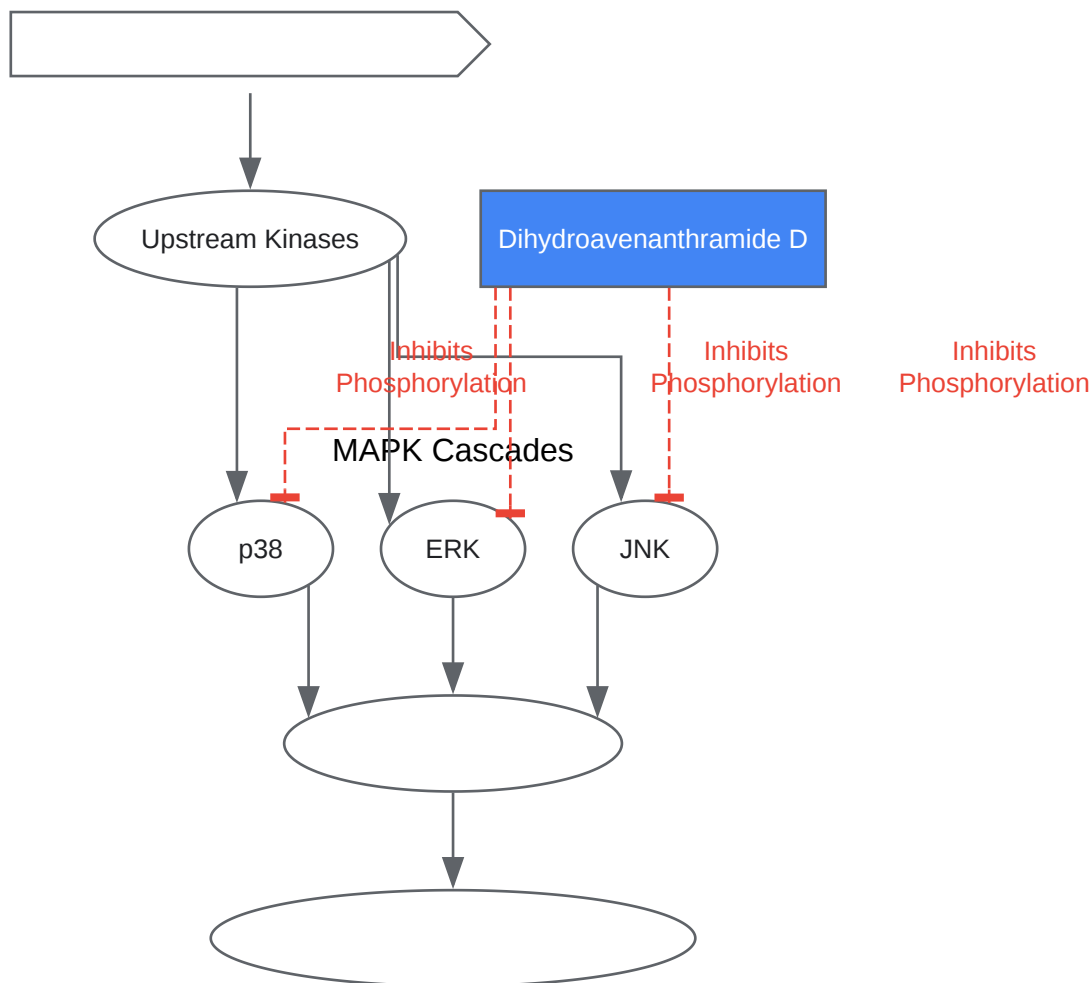 Upstream Kinases
Dihydroavenanthramide D
Inhibits
Phosphorylation
Inhibits
Phosphorylation
Inhibits
Phosphorylation
MAPK Cascades
p38
ERK
JNK